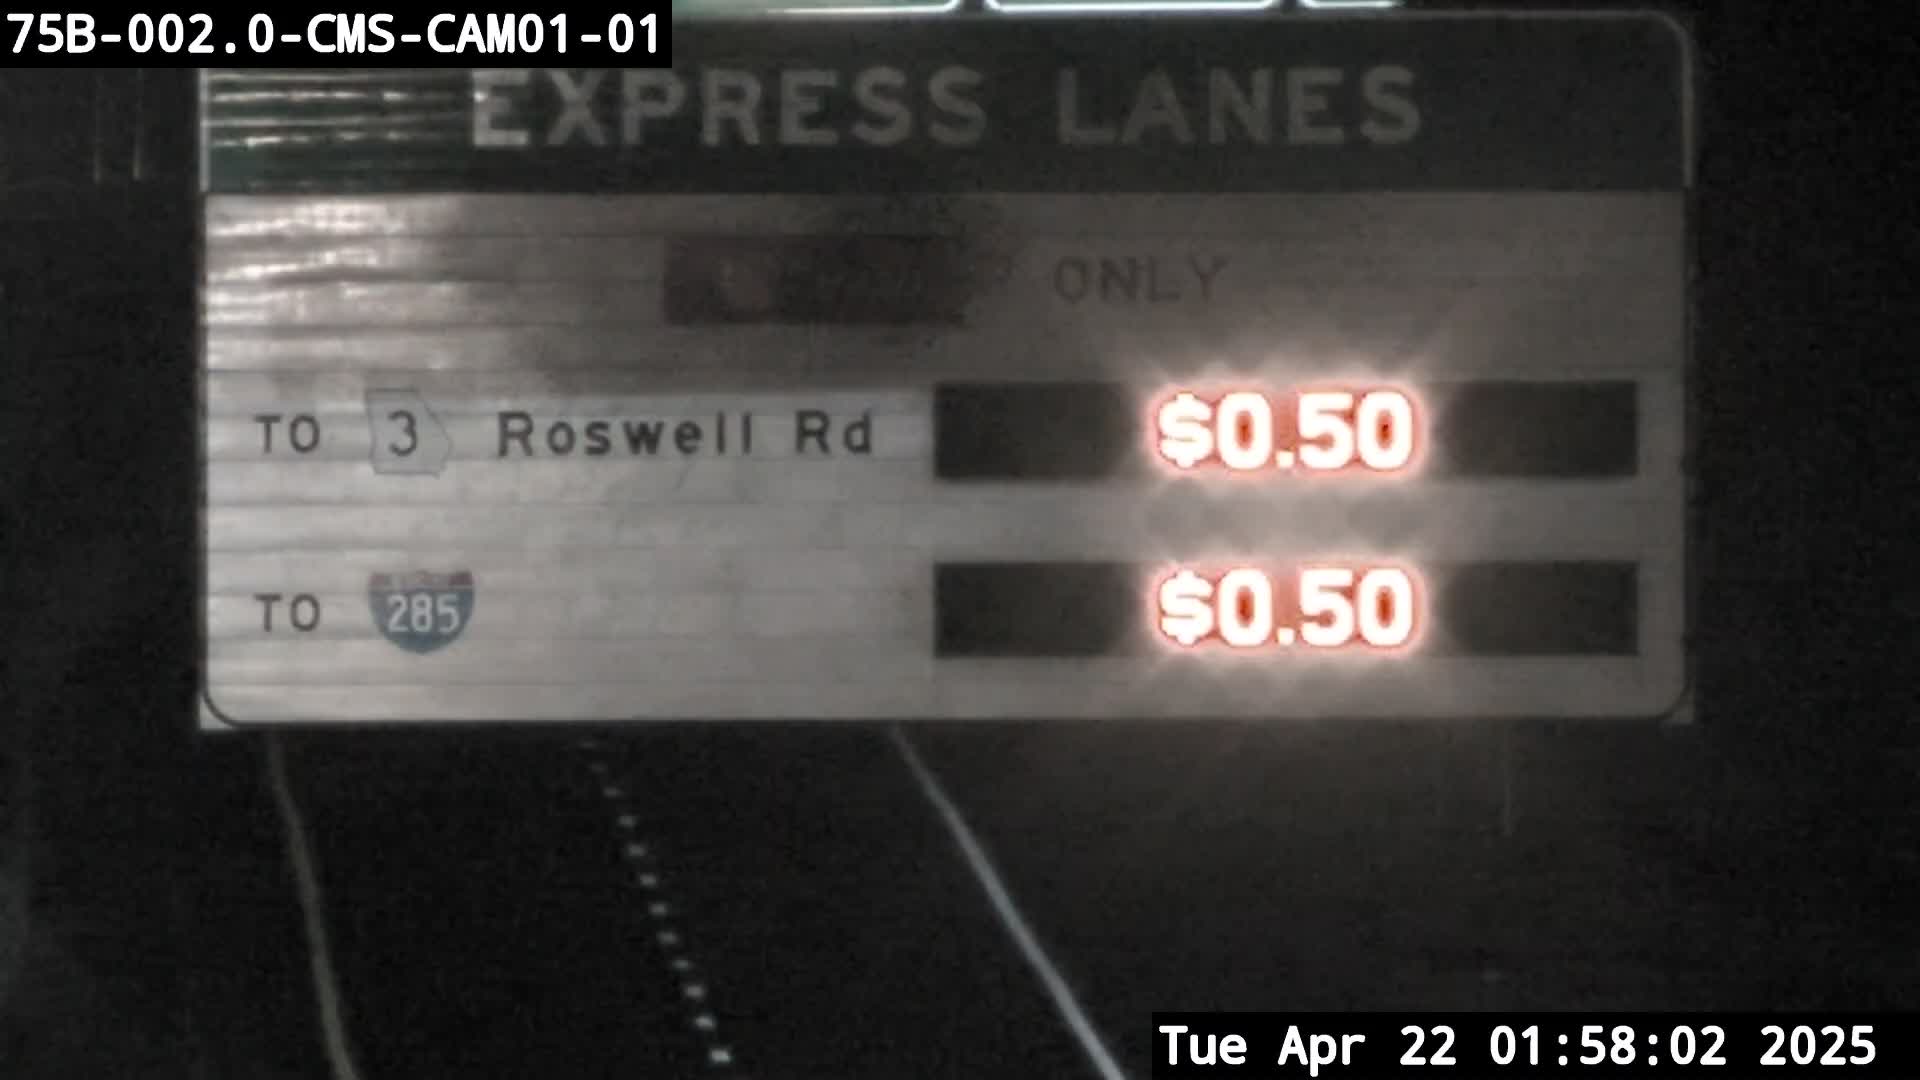 75B-002.0-CMS-CAM01-01
EXPRESS LANES
ONLY
TO 3 Roswell Rd $0.50
TO 285 $0.50
Tue Apr 22 01:58:02 2025